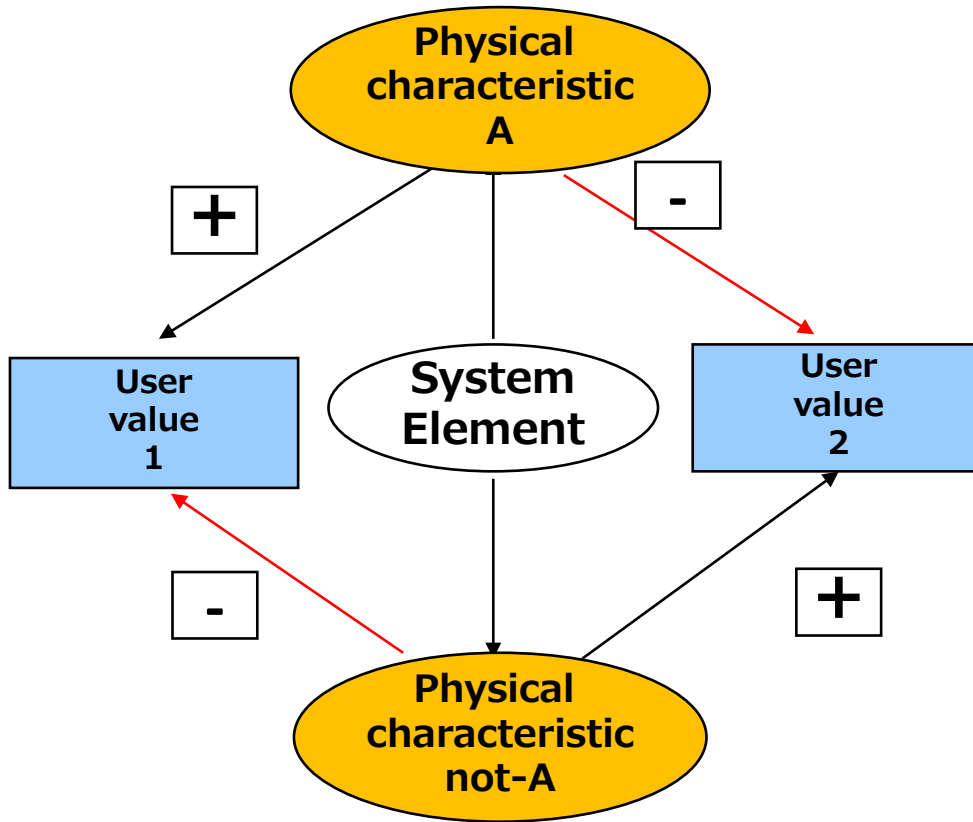 Physical
characteristic
A
+
-
User
value
1
System
Element
User
value
2
-
+
Physical
characteristic
not-A